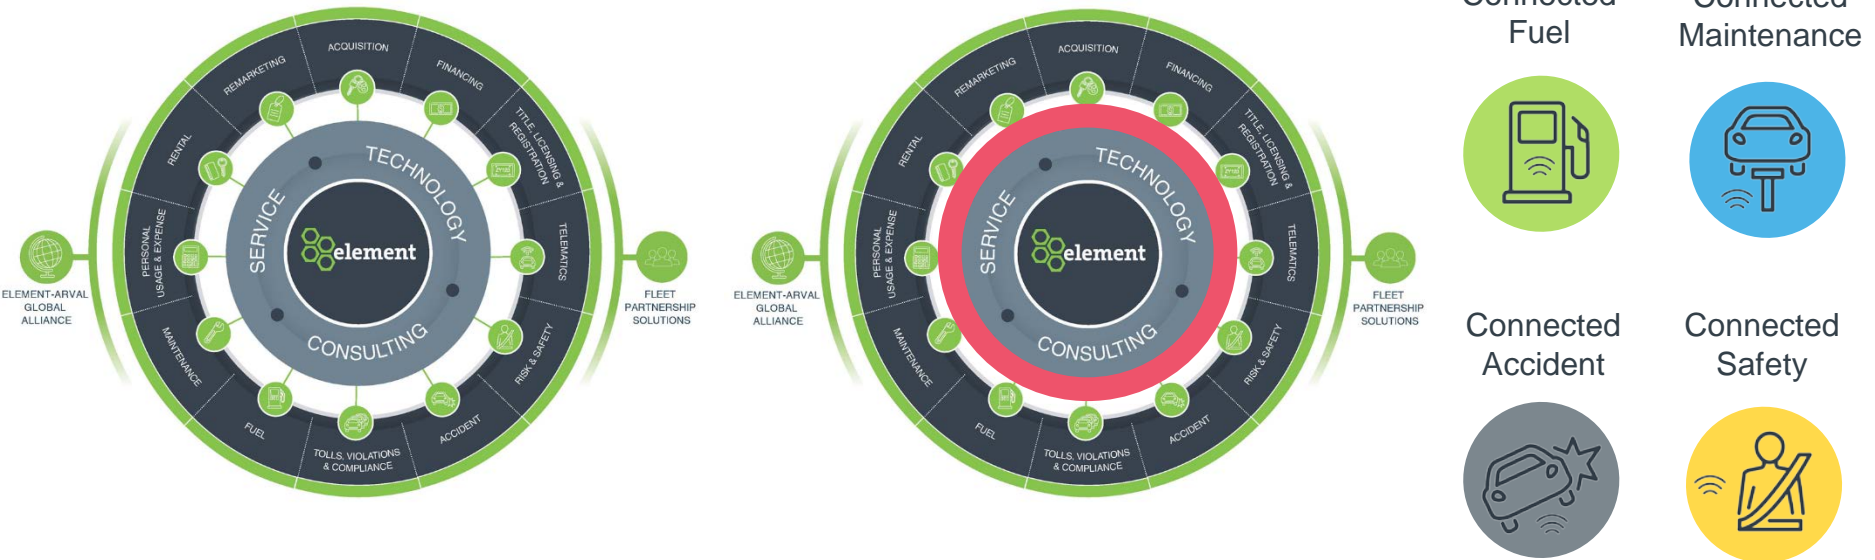 ACQUISITION
FINANCING
TITLE, LICENSING &
REGISTRATION
TELEMATICS
RISK & SAFETY
ACCIDENT
TOLLS, VIOLATIONS
& COMPLIANCE
FUEL
MAINTENANCE
PERSONAL
USAGE & EXPENSE
RENTAL
REMARKETING
TECHNOLOGY
SERVICE
CONSULTING
element
ELEMENT-ARVAL
GLOBAL
ALLIANCE
FLEET
PARTNERSHIP
SOLUTIONS
ACQUISITION
FINANCING
TITLE, LICENSING &
REGISTRATION
TELEMATICS
RISK & SAFETY
ACCIDENT
TOLLS, VIOLATIONS
& COMPLIANCE
FUEL
MAINTENANCE
PERSONAL
USAGE & EXPENSE
RENTAL
REMARKETING
TECHNOLOGY
SERVICE
CONSULTING
element
ELEMENT-ARVAL
GLOBAL
ALLIANCE
FLEET
PARTNERSHIP
SOLUTIONS
Connected
Fuel
Connected
Maintenance
Connected
Accident
Connected
Safety